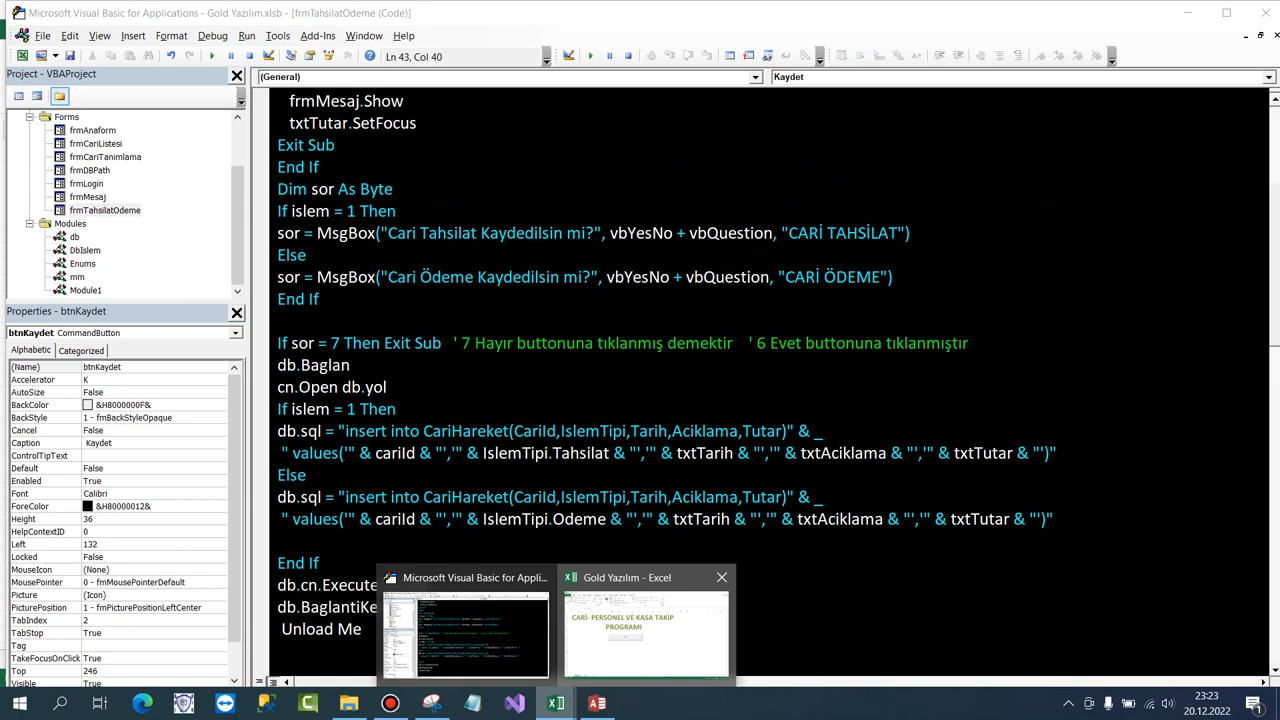 Microsoft Visual Basic for Applications - Gold Yazılım.xlsb - [frmTahsilatOdeme (Code)]
File Edit View Insert Format Debug Run Tools Add-Ins Window Help
Ln 43, Col 40
Project - VBAProject
(General)
Kaydet
Forms
frmAnaform
frmCariListesi
frmCariTanimlama
frmDBPath
frmLogin
frmMesaj
frmTahsilatOdeme
Modules
db
DbIslem
Enums
mm
Module1
Properties - btnKaydet
btnKaydet CommandButton
Alphabetic Categorized
(Name) btnKaydet
Accelerator K
AutoSize False
BackColor &H8000000F&
BackStyle 1 - fmBackStyleOpaque
Cancel False
Caption Kaydet
ControlTipText
Default False
Enabled True
Font Calibri
ForeColor &H80000012&
Height 36
HelpContextID 0
Left 132
Locked False
MouseIcon (None)
MousePointer 0 - fmMousePointerDefault
Picture (Icon)
PicturePosition 1 - fmPicturePositionLeftCenter
TabIndex 2
TabStop True
Tag
TakeFocusOnClick True
Top 246
Visible True
frmMesaj.Show
txtTutar.SetFocus
Exit Sub
End If
Dim sor As Byte
If islem = 1 Then
sor = MsgBox("Cari Tahsilat Kaydedilsin mi?", vbYesNo + vbQuestion, "CARİ TAHSİLAT")
Else
sor = MsgBox("Cari Ödeme Kaydedilsin mi?", vbYesNo + vbQuestion, "CARİ ÖDEME")
End If
If sor = 7 Then Exit Sub ' 7 Hayır buttonuna tıklanmış demektir ' 6 Evet buttonuna tıklanmıştır
db.Baglan
cn.Open db.yol
If islem = 1 Then
db.sql = "insert into CariHareket(CariId,IslemTipi,Tarih,Aciklama,Tutar)" & _
" values('" & cariId & "','" & IslemTipi.Tahsilat & "','" & txtTarih & "','" & txtAciklama & "','" & txtTutar & "')"
Else
db.sql = "insert into CariHareket(CariId,IslemTipi,Tarih,Aciklama,Tutar)" & _
" values('" & cariId & "','" & IslemTipi.Odeme & "','" & txtTarih & "','" & txtAciklama & "','" & txtTutar & "')"
End If
db.cn.Execute
db.BaglantiKe
Unload Me
Microsoft Visual Basic for Appli...
Gold Yazılım - Excel
CARİ- PERSONEL VE KASA TAKİP
PROGRAMI
23:23
20.12.2022